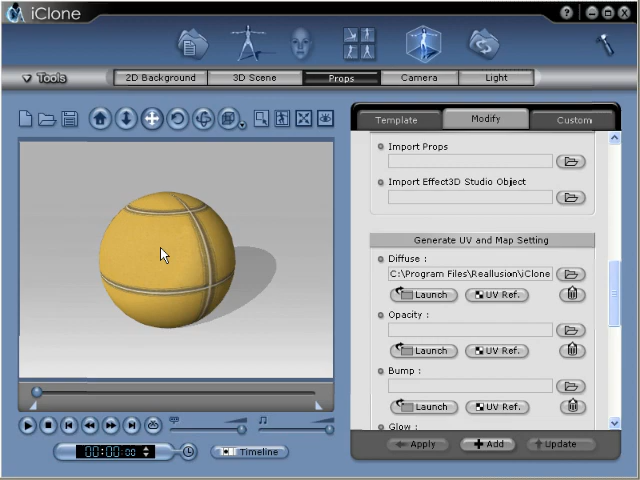 iClone
Tools
2D Background
3D Scene
Props
Camera
Light
Template
Modify
Custom
Import Props
Import Effect3D Studio Object
Generate UV and Map Setting
Diffuse :
C:\Program Files\Reallusion\iClone
Launch
UV Ref.
Opacity :
Launch
UV Ref.
Bump :
Launch
UV Ref.
Glow :
Apply
Add
Update
00:00:00
Timeline